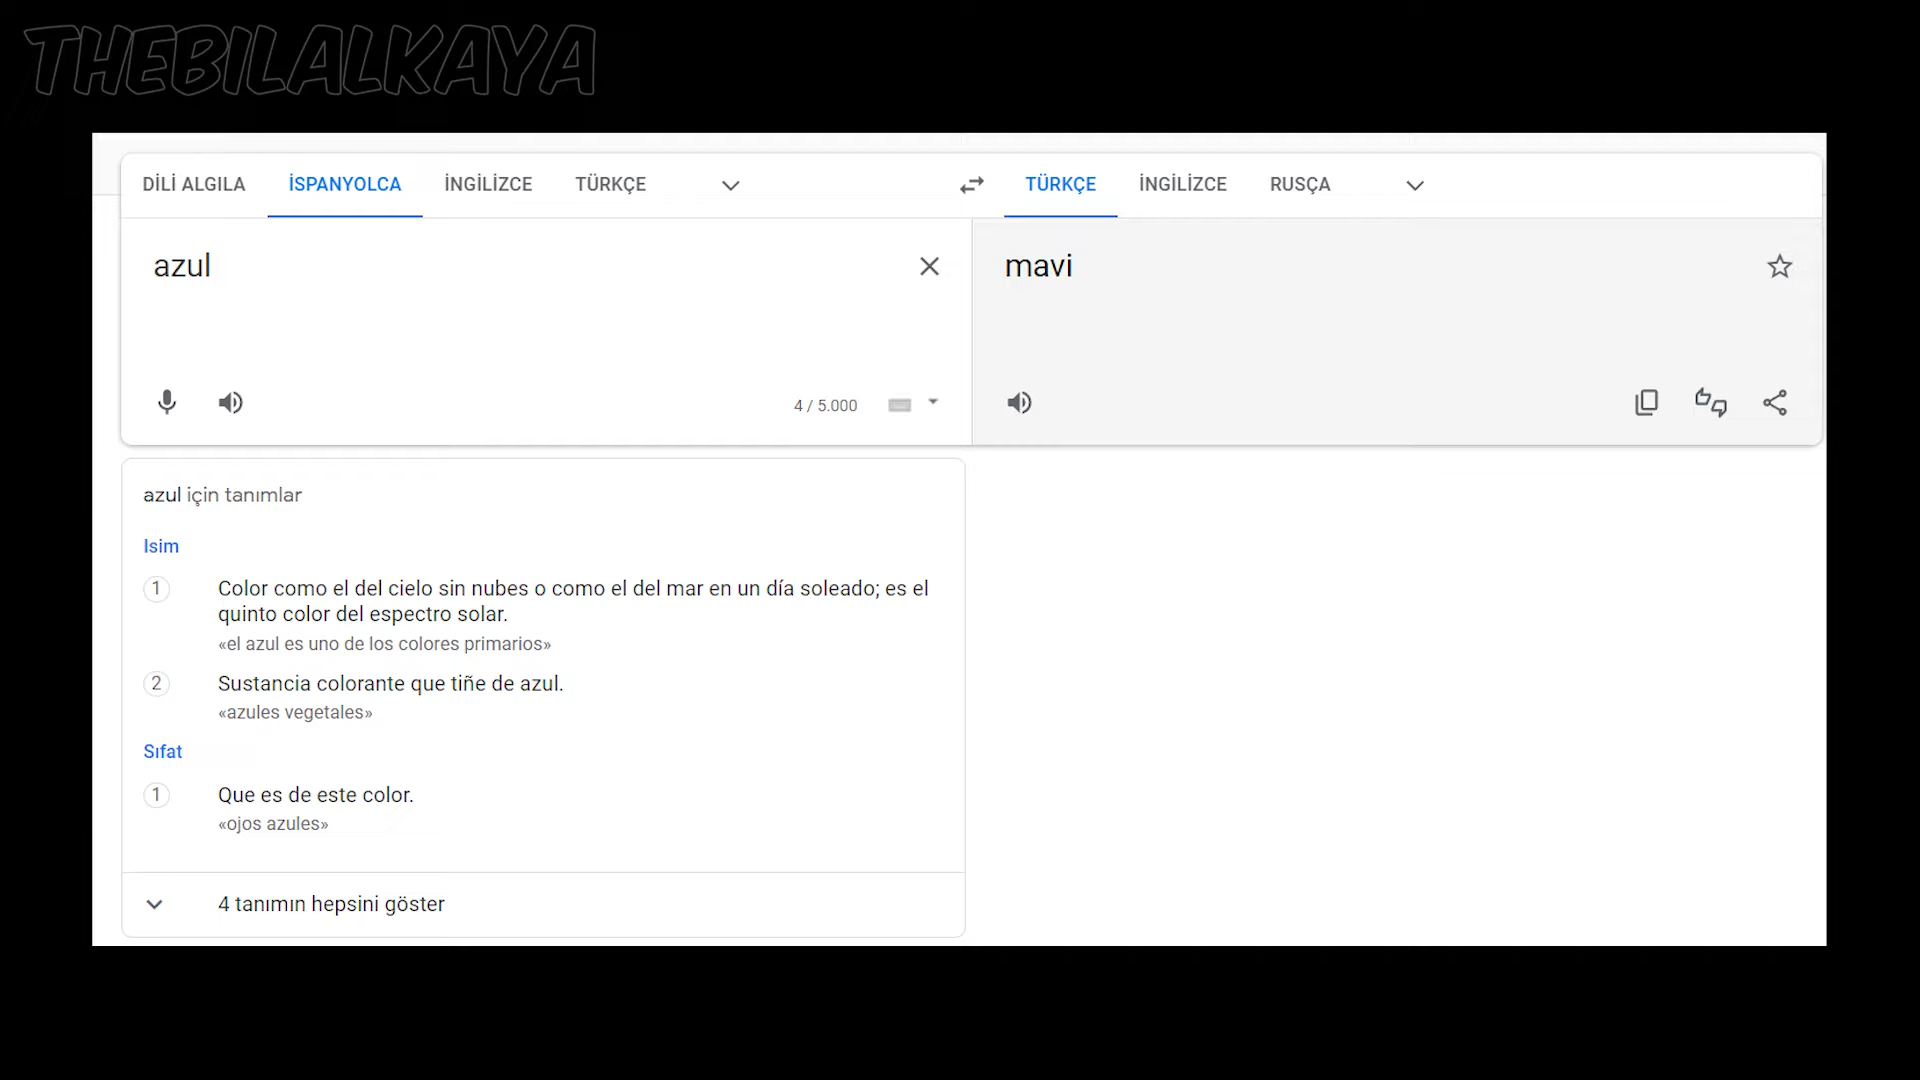 THEBILALKAYA
DİLİ ALGILA İSPANYOLCA İNGİLİZCE TÜRKÇE TÜRKÇE İNGİLİZCE RUSÇA
azul mavi
4 / 5.000
azul için tanımlar
Isim
1 Color como el del cielo sin nubes o como el del mar en un día soleado; es el
quinto color del espectro solar.
«el azul es uno de los colores primarios»
2 Sustancia colorante que tiñe de azul.
«azules vegetales»
Sıfat
1 Que es de este color.
«ojos azules»
4 tanımın hepsini göster